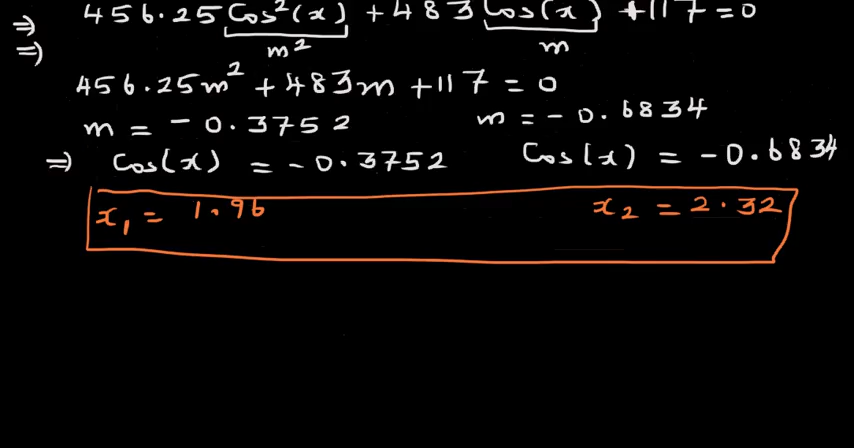 ⇒ 456.25 Cos²(x) + 483 Cos(x) + 117 = 0
⇒ m² m
456.25m² + 483m + 117 = 0
m = -0.3752 m = -0.6834
⇒ Cos(x) = -0.3752 Cos(x) = -0.6834
x₁ = 1.96 x₂ = 2.32